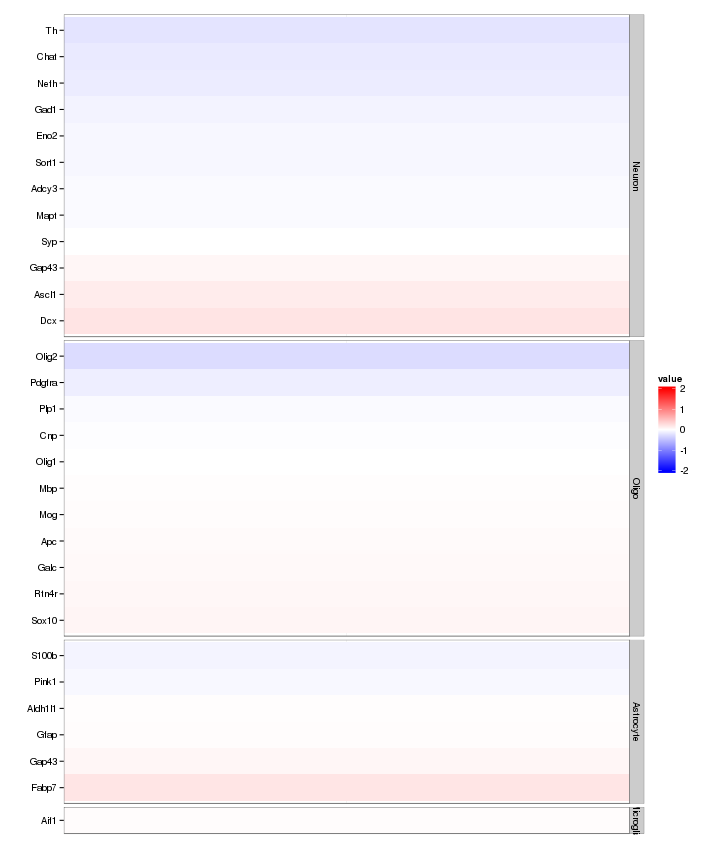 Th
Chat
Nefh
Gad1
Eno2
Sort1
Adcy3
Mapt
Syp
Gap43
Ascl1
Dcx
Neuron
Olig2
Pdgfra
Plp1
Cnp
Olig1
Mbp
Mog
Apc
Galc
Rtn4r
Sox10
Oligo
S100b
Pink1
Aldh1l1
Gfap
Gap43
Fabp7
Astrocyte
Aif1
value
2
1
0
-1
-2